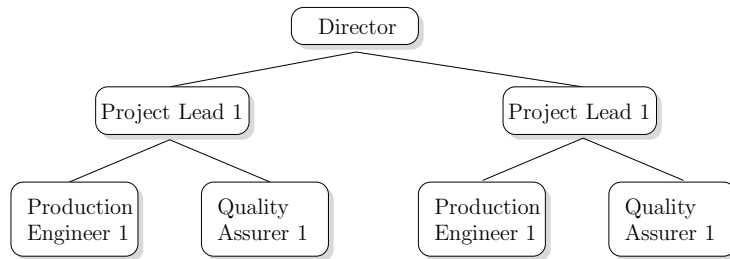 Director
Project Lead 1
Project Lead 1
Production
Engineer 1
Quality
Assurer 1
Production
Engineer 1
Quality
Assurer 1